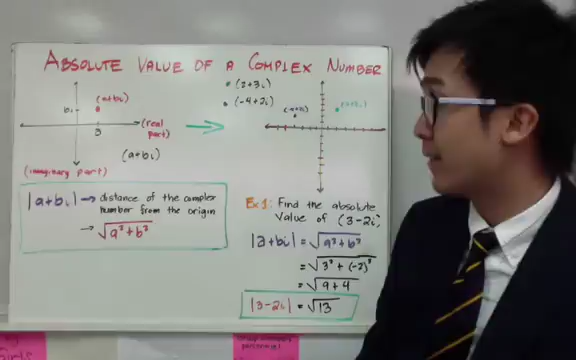 ABSOLUTE VALUE OF A COMPLEX NUMBER
• (2+3i)
• (-4+2i)
(a+bi)
bi
(real part)
(a+bi)
(imaginary part)
|a+bi| → distance of the complex
number from the origin
→ √a²+b²
Ex1: Find the absolute
Value of (3-2i)
|a+bi| = √a²+b²
= √3²+(-2)²
= √9+4
|3-2i| = √13